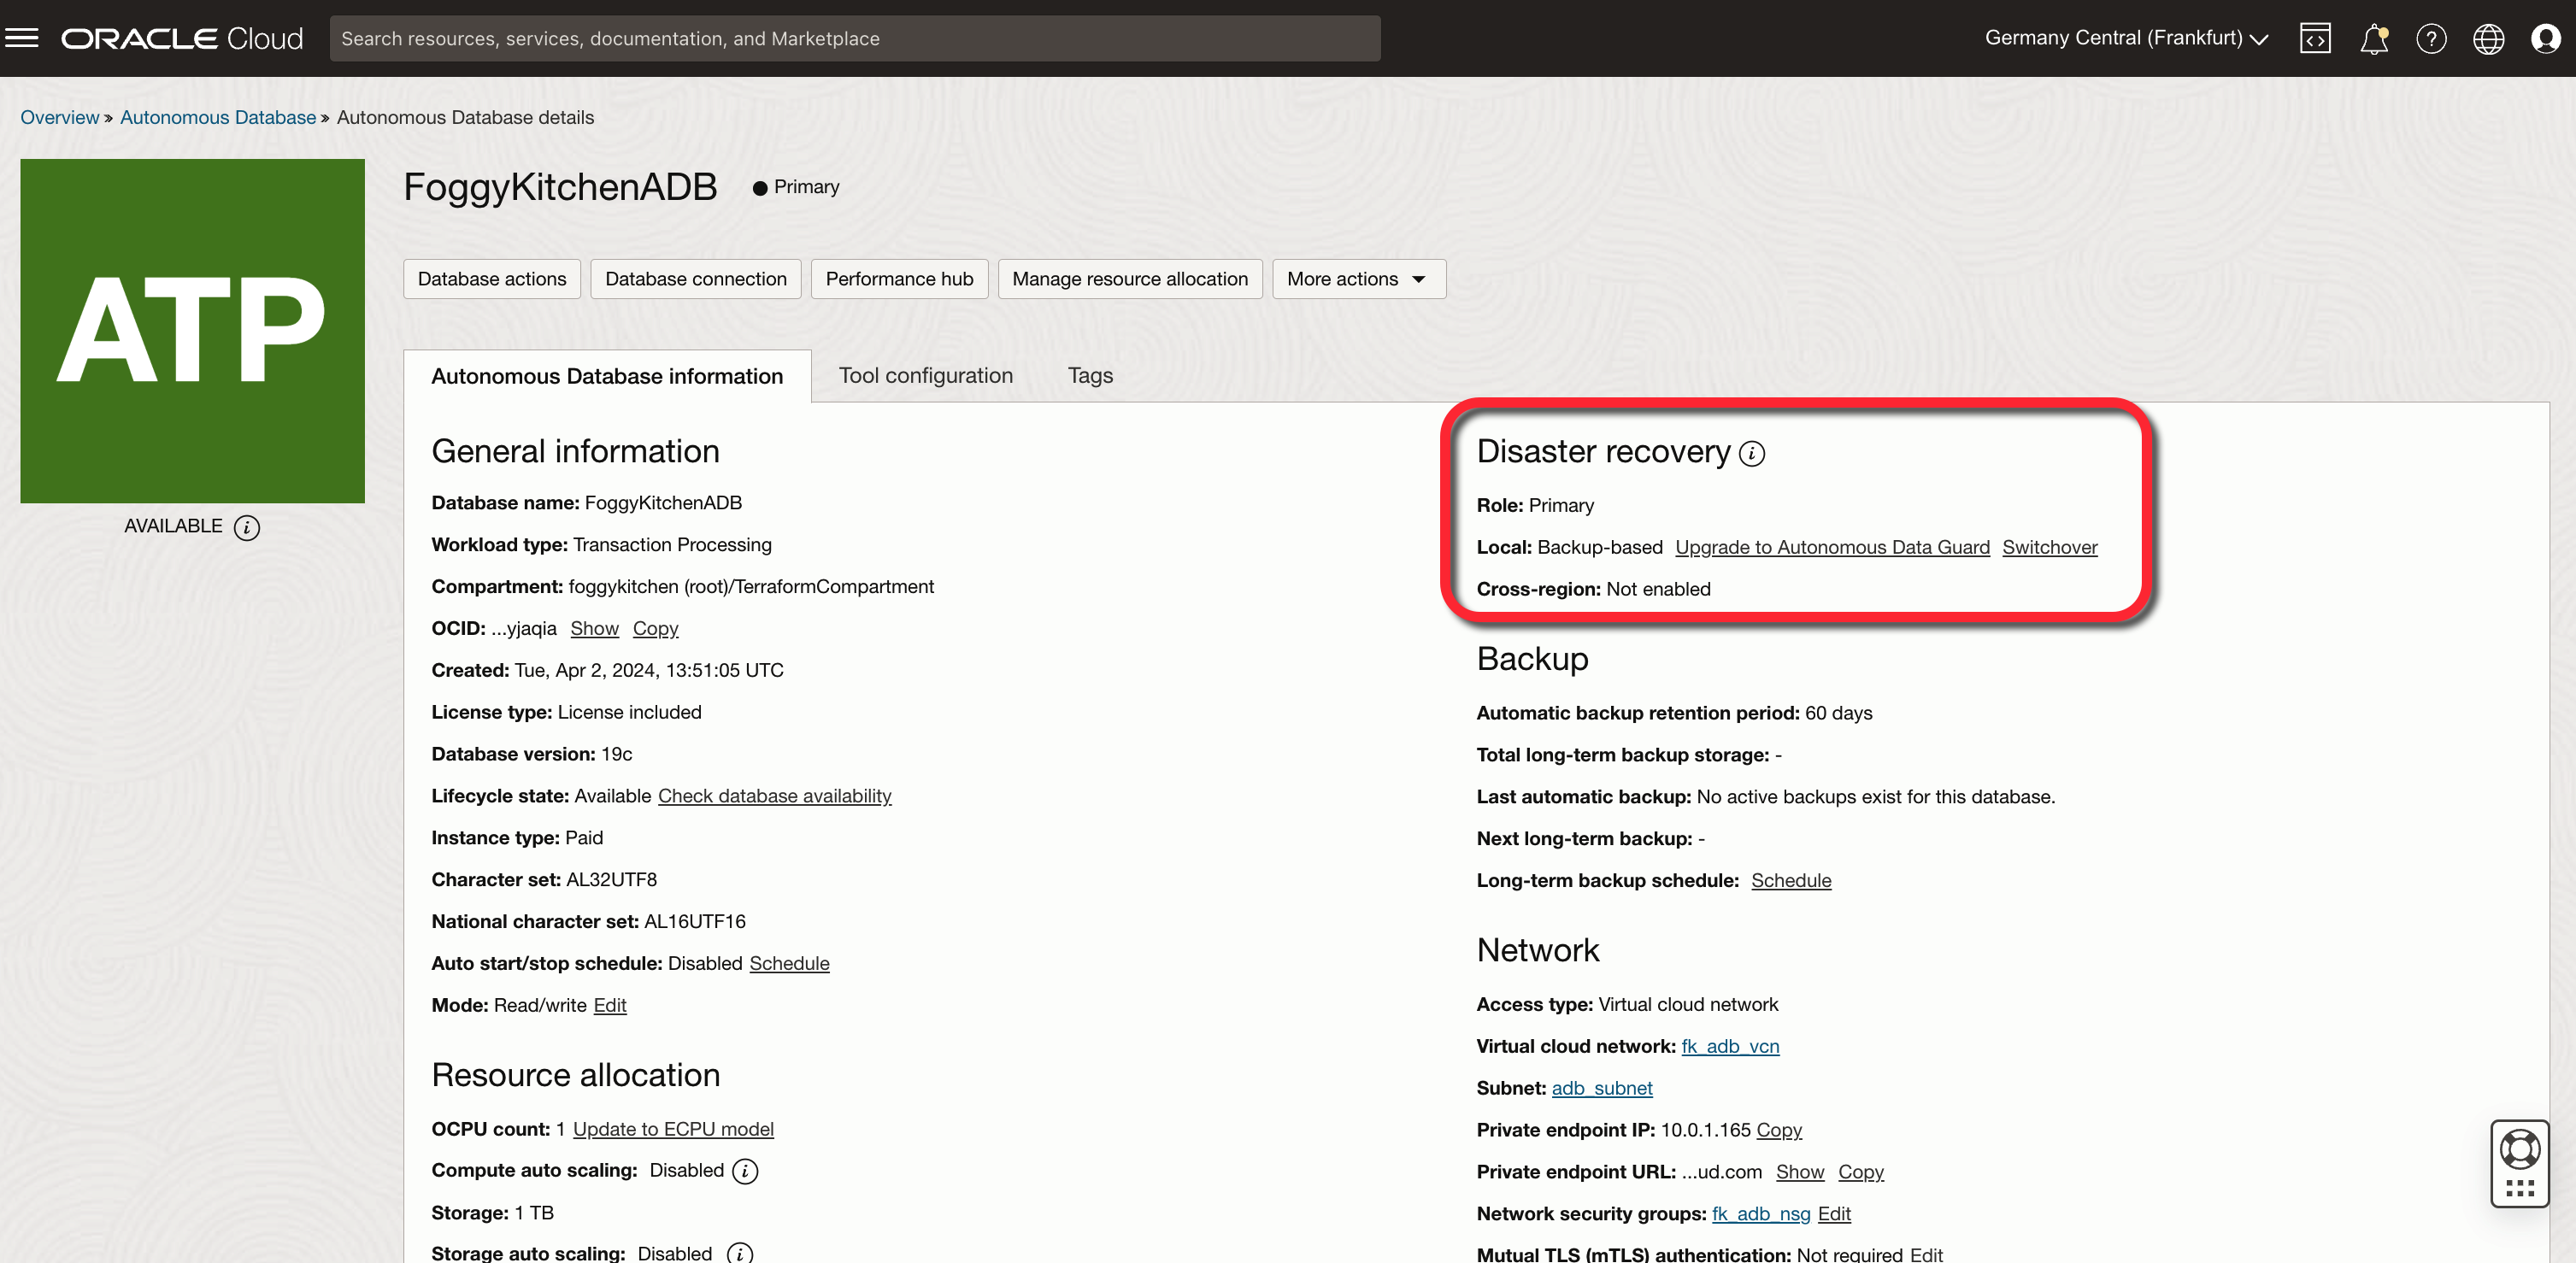 ORACLE Cloud
Search resources, services, documentation, and Marketplace
Germany Central (Frankfurt)
Overview » Autonomous Database » Autonomous Database details
ATP
AVAILABLE
FoggyKitchenADB
Primary
Database actions
Database connection
Performance hub
Manage resource allocation
More actions
Autonomous Database information
Tool configuration
Tags
General information
Database name: FoggyKitchenADB
Workload type: Transaction Processing
Compartment: foggykitchen (root)/TerraformCompartment
OCID: ...yjaqia Show Copy
Created: Tue, Apr 2, 2024, 13:51:05 UTC
License type: License included
Database version: 19c
Lifecycle state: Available Check database availability
Instance type: Paid
Character set: AL32UTF8
National character set: AL16UTF16
Auto start/stop schedule: Disabled Schedule
Mode: Read/write Edit
Resource allocation
OCPU count: 1 Update to ECPU model
Compute auto scaling: Disabled
Storage: 1 TB
Storage auto scaling: Disabled
Disaster recovery
Role: Primary
Local: Backup-based Upgrade to Autonomous Data Guard Switchover
Cross-region: Not enabled
Backup
Automatic backup retention period: 60 days
Total long-term backup storage: -
Last automatic backup: No active backups exist for this database.
Next long-term backup: -
Long-term backup schedule: Schedule
Network
Access type: Virtual cloud network
Virtual cloud network: fk_adb_vcn
Subnet: adb_subnet
Private endpoint IP: 10.0.1.165 Copy
Private endpoint URL: ...ud.com Show Copy
Network security groups: fk_adb_nsg Edit
Mutual TLS (mTLS) authentication: Not required Edit